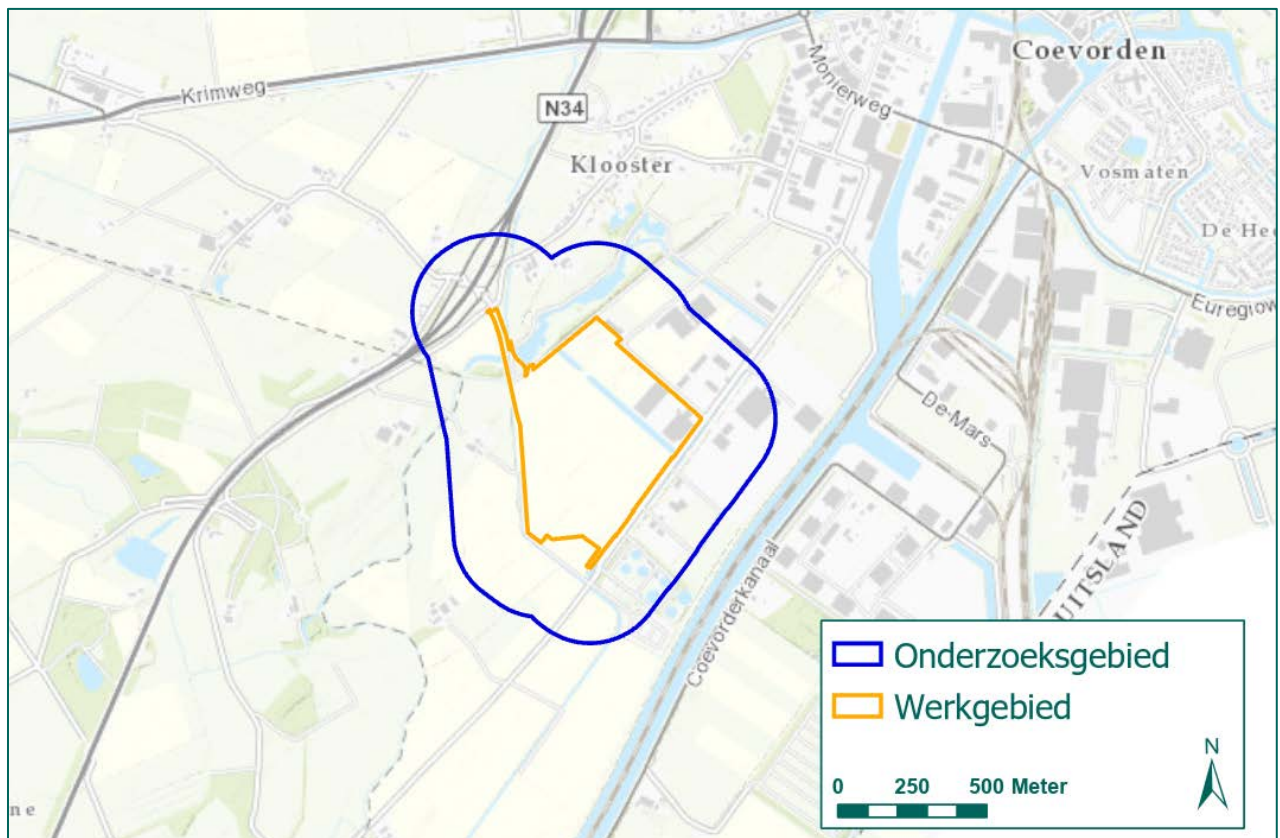 Coevorden
Monierweg
Krimweg
N34
Klooster
Vosmaten
De Hee
Euregiow
De Mars
UITSLAND
Coevorderkanaal
Onderzoeksgebied
Werkgebied
N
0 250 500 Meter
ne